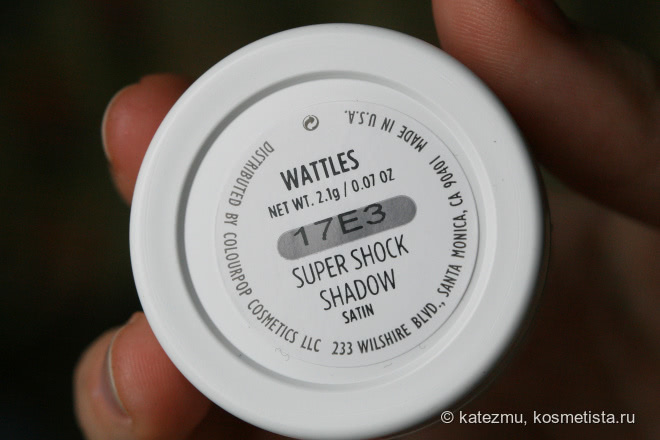 WATTLES
NET WT. 2.1g / 0.07 OZ
17E3
SUPER SHOCK
SHADOW
SATIN
DISTRIBUTED BY COLOURPOP COSMETICS LLC 233 WILSHIRE BLVD., SANTA MONICA, CA 90401 MADE IN U.S.A.
© katezmu, kosmetista.ru